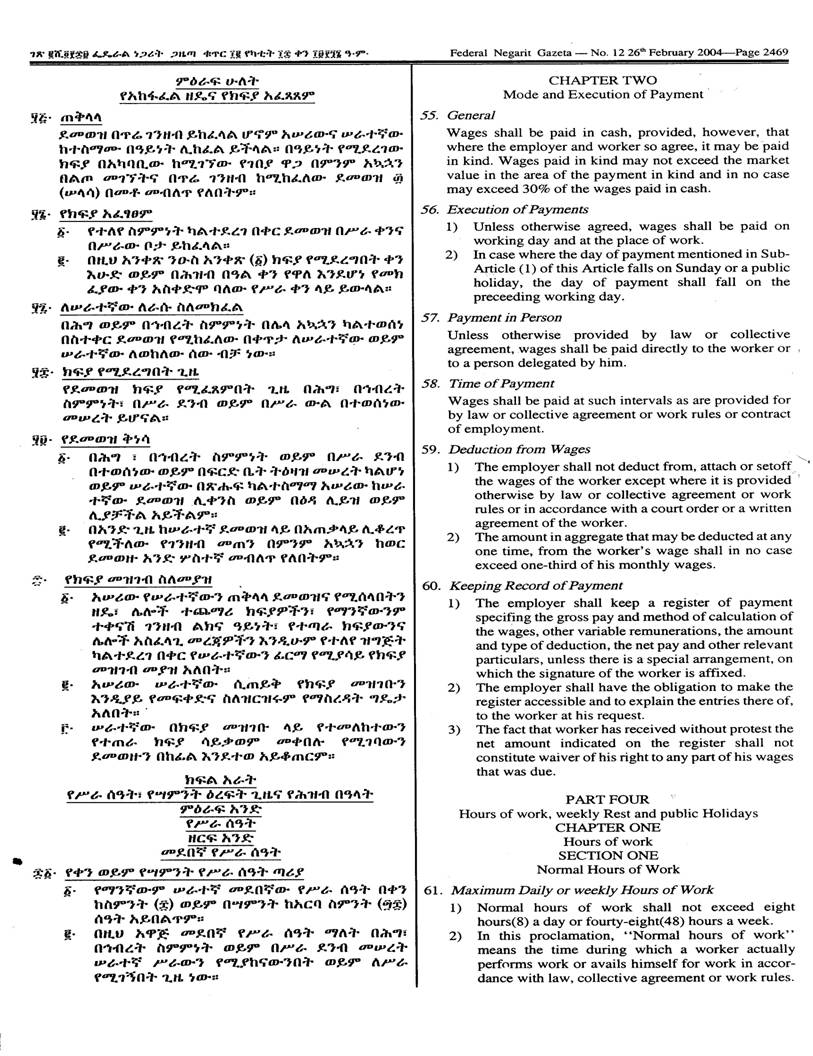 ገጽ ፪ሺ፬፻፷፱ ፌዴራል ነጋሪት ጋዜጣ ቁጥር ፲፪ የካቲት ፲፰ ቀን ፲፱፻፺፮ ዓ·ም·
Federal Negarit Gazeta — No. 12 26th February 2004—Page 2469
ምዕራፍ ሁለት
የአከፋፈል ዘዴና የክፍያ አፈጻጸም
፶፭· ጠቅላላ
ደመወዝ በጥሬ ገንዘብ ይከፈላል ሆኖም አሠሪውና ሠራተኛው
ከተስማሙ በዓይነት ሊከፈል ይችላል። በዓይነት የሚደረገው
ክፍያ በአካባቢው ከሚገኘው የገበያ ዋጋ በምንም አኳኋን
በልጦ መገኘትና በጥሬ ገንዘብ ከሚከፈለው ደመወዝ ፴
(ሠላሳ) በመቶ መብለጥ የለበትም።
፶፮· የክፍያ አፈፃፀም
፩· የተለየ ስምምነት ካልተደረገ በቀር ደመወዝ በሥራ ቀንና
በሥራው ቦታ ይከፈላል።
፪· በዚህ አንቀጽ ንዑስ አንቀጽ (፩) ክፍያ የሚደረግበት ቀን
እሁድ ወይም በሕዝብ በዓል ቀን የዋለ እንደሆነ የመክ
ፈያው ቀን አስቀድሞ ባለው የሥራ ቀን ላይ ይውላል።
፶፯· ለሠራተኛው ለራሱ ስለመክፈል
በሕግ ወይም በኅብረት ስምምነት በሌላ አኳኋን ካልተወሰነ
በስተቀር ደመወዝ የሚከፈለው በቀጥታ ለሠራተኛው ወይም
ሠራተኛው ለወከለው ሰው ብቻ ነው።
፶፰· ክፍያ የሚደረግበት ጊዜ
የደመወዝ ክፍያ የሚፈጸምበት ጊዜ በሕግ፣ በኅብረት
ስምምነት፣ በሥራ ደንብ ወይም በሥራ ውል በተወሰነው
መሠረት ይሆናል።
፶፱· የደመወዝ ቅነሳ
፩· በሕግ ፣ በኅብረት ስምምነት ወይም በሥራ ደንብ
በተወሰነው ወይም በፍርድ ቤት ትዕዛዝ መሠረት ካልሆነ
ወይም ሠራተኛው በጽሑፍ ካልተስማማ አሠሪው ከሠራ
ተኛው ደመወዝ ሊቀንስ ወይም በዕዳ ሊይዝ ወይም
ሊያቻችል አይችልም።
፪· በአንድ ጊዜ ከሠራተኛ ደመወዝ ላይ በአጠቃላይ ሊቆረጥ
የሚችለው የገንዘብ መጠን በምንም አኳኋን ከወር
ደመወዙ አንድ ሦስተኛ መብለጥ የለበትም።
፷· የክፍያ መዝገብ ስለመያዝ
፩· አሠሪው የሠራተኛውን ጠቅላላ ደመወዝና የሚሰላበትን
ዘዴ፣ ሌሎች ተጨማሪ ክፍያዎችን፣ የማንኛውንም
ተቀናሽ ገንዘብ ልክና ዓይነት፣ የተጣራ ክፍያውንና
ሌሎች አስፈላጊ መረጃዎችን እንዲሁም የተለየ ዝግጅት
ካልተደረገ በቀር የሠራተኛውን ፊርማ የሚያሳይ የክፍያ
መዝገብ መያዝ አለበት።
፪· አሠሪው ሠራተኛው ሲጠይቅ የክፍያ መዝገቡን
እንዲያይ የመፍቀድና ስለዝርዝሩም የማስረዳት ግዴታ
አለበት።
፫· ሠራተኛው በክፍያ መዝገቡ ላይ የተመለከተውን
የተጣራ ክፍያ ሳይቃወም መቀበሉ የሚገባውን
ደመወዙን በከፊል እንደተወ አይቆጠርም።
ክፍል አራት
የሥራ ሰዓት፣ የሣምንት ዕረፍት ጊዜና የሕዝብ በዓላት
ምዕራፍ አንድ
የሥራ ሰዓት
ዘርፍ አንድ
መደበኛ የሥራ ሰዓት
፷፩· የቀን ወይም የሣምንት የሥራ ሰዓት ጣሪያ
፩· የማንኛውም ሠራተኛ መደበኛው የሥራ ሰዓት በቀን
ከስምንት (፰) ወይም በሣምንት ከአርባ ስምንት (፵፰)
ሰዓት አይበልጥም።
፪· በዚህ አዋጅ መደበኛ የሥራ ሰዓት ማለት በሕግ፣
በኅብረት ስምምነት ወይም በሥራ ደንብ መሠረት
ሠራተኛ ሥራውን የሚያከናውንበት ወይም ለሥራ
የሚገኝበት ጊዜ ነው።
CHAPTER TWO
Mode and Execution of Payment
55. General
Wages shall be paid in cash, provided, however, that
where the employer and worker so agree, it may be paid
in kind. Wages paid in kind may not exceed the market
value in the area of the payment in kind and in no case
may exceed 30% of the wages paid in cash.
56. Execution of Payments
1) Unless otherwise agreed, wages shall be paid on
working day and at the place of work.
2) In case where the day of payment mentioned in Sub-
Article (1) of this Article falls on Sunday or a public
holiday, the day of payment shall fall on the
preceeding working day.
57. Payment in Person
Unless otherwise provided by law or collective
agreement, wages shall be paid directly to the worker or
to a person delegated by him.
58. Time of Payment
Wages shall be paid at such intervals as are provided for
by law or collective agreement or work rules or contract
of employment.
59. Deduction from Wages
1) The employer shall not deduct from, attach or setoff
the wages of the worker except where it is provided
otherwise by law or collective agreement or work
rules or in accordance with a court order or a written
agreement of the worker.
2) The amount in aggregate that may be deducted at any
one time, from the worker's wage shall in no case
exceed one-third of his monthly wages.
60. Keeping Record of Payment
1) The employer shall keep a register of payment
specifing the gross pay and method of calculation of
the wages, other variable remunerations, the amount
and type of deduction, the net pay and other relevant
particulars, unless there is a special arrangement, on
which the signature of the worker is affixed.
2) The employer shall have the obligation to make the
register accessible and to explain the entries there of,
to the worker at his request.
3) The fact that worker has received without protest the
net amount indicated on the register shall not
constitute waiver of his right to any part of his wages
that was due.
PART FOUR
Hours of work, weekly Rest and public Holidays
CHAPTER ONE
Hours of work
SECTION ONE
Normal Hours of Work
61. Maximum Daily or weekly Hours of Work
1) Normal hours of work shall not exceed eight
hours(8) a day or fourty-eight(48) hours a week.
2) In this proclamation, "Normal hours of work"
means the time during which a worker actually
performs work or avails himself for work in accor-
dance with law, collective agreement or work rules.